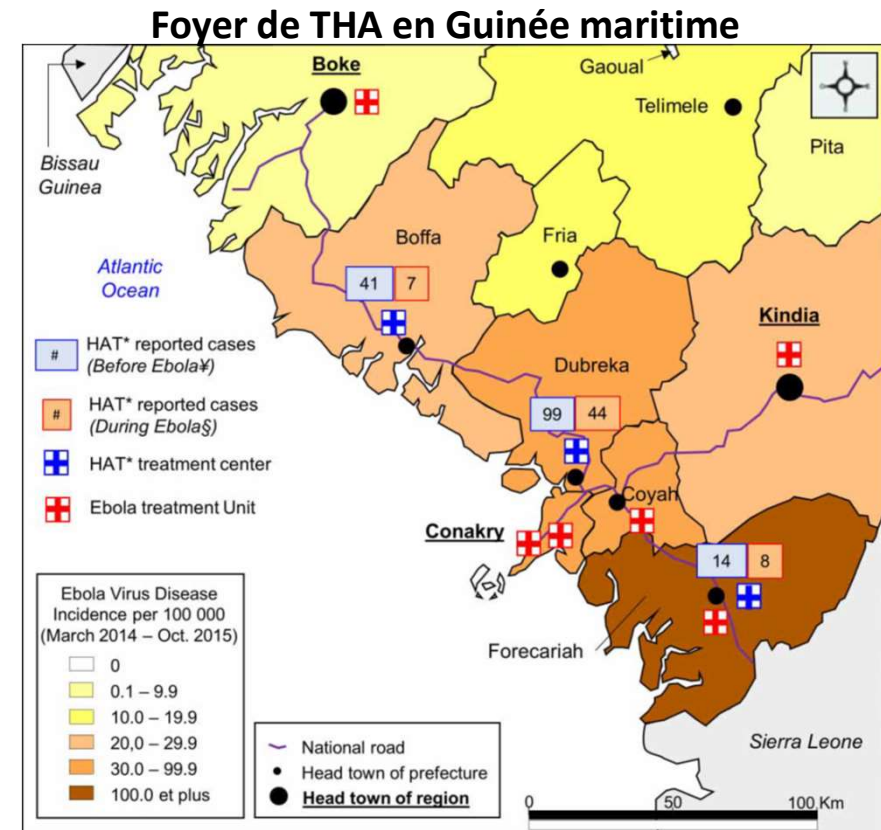 Foyer de THA en Guinée maritime
Boke
Gaoual
Telimele
Pita
Bissau
Guinea
Boffa
Fria
Atlantic
Ocean
41 7
Kindia
# HAT* reported cases
(Before Ebola¥)
Dubreka
# HAT* reported cases
(During Ebola§)
99 44
HAT* treatment center
Ebola treatment Unit
Coyah
Conakry
14 8
Forecariah
Ebola Virus Disease
Incidence per 100 000
(March 2014 – Oct. 2015)
0
0.1 – 9.9
10.0 – 19.9
20,0 – 29.9
30.0 – 99.9
100.0 et plus
National road
Head town of prefecture
Head town of region
Sierra Leone
0 50 100 Km